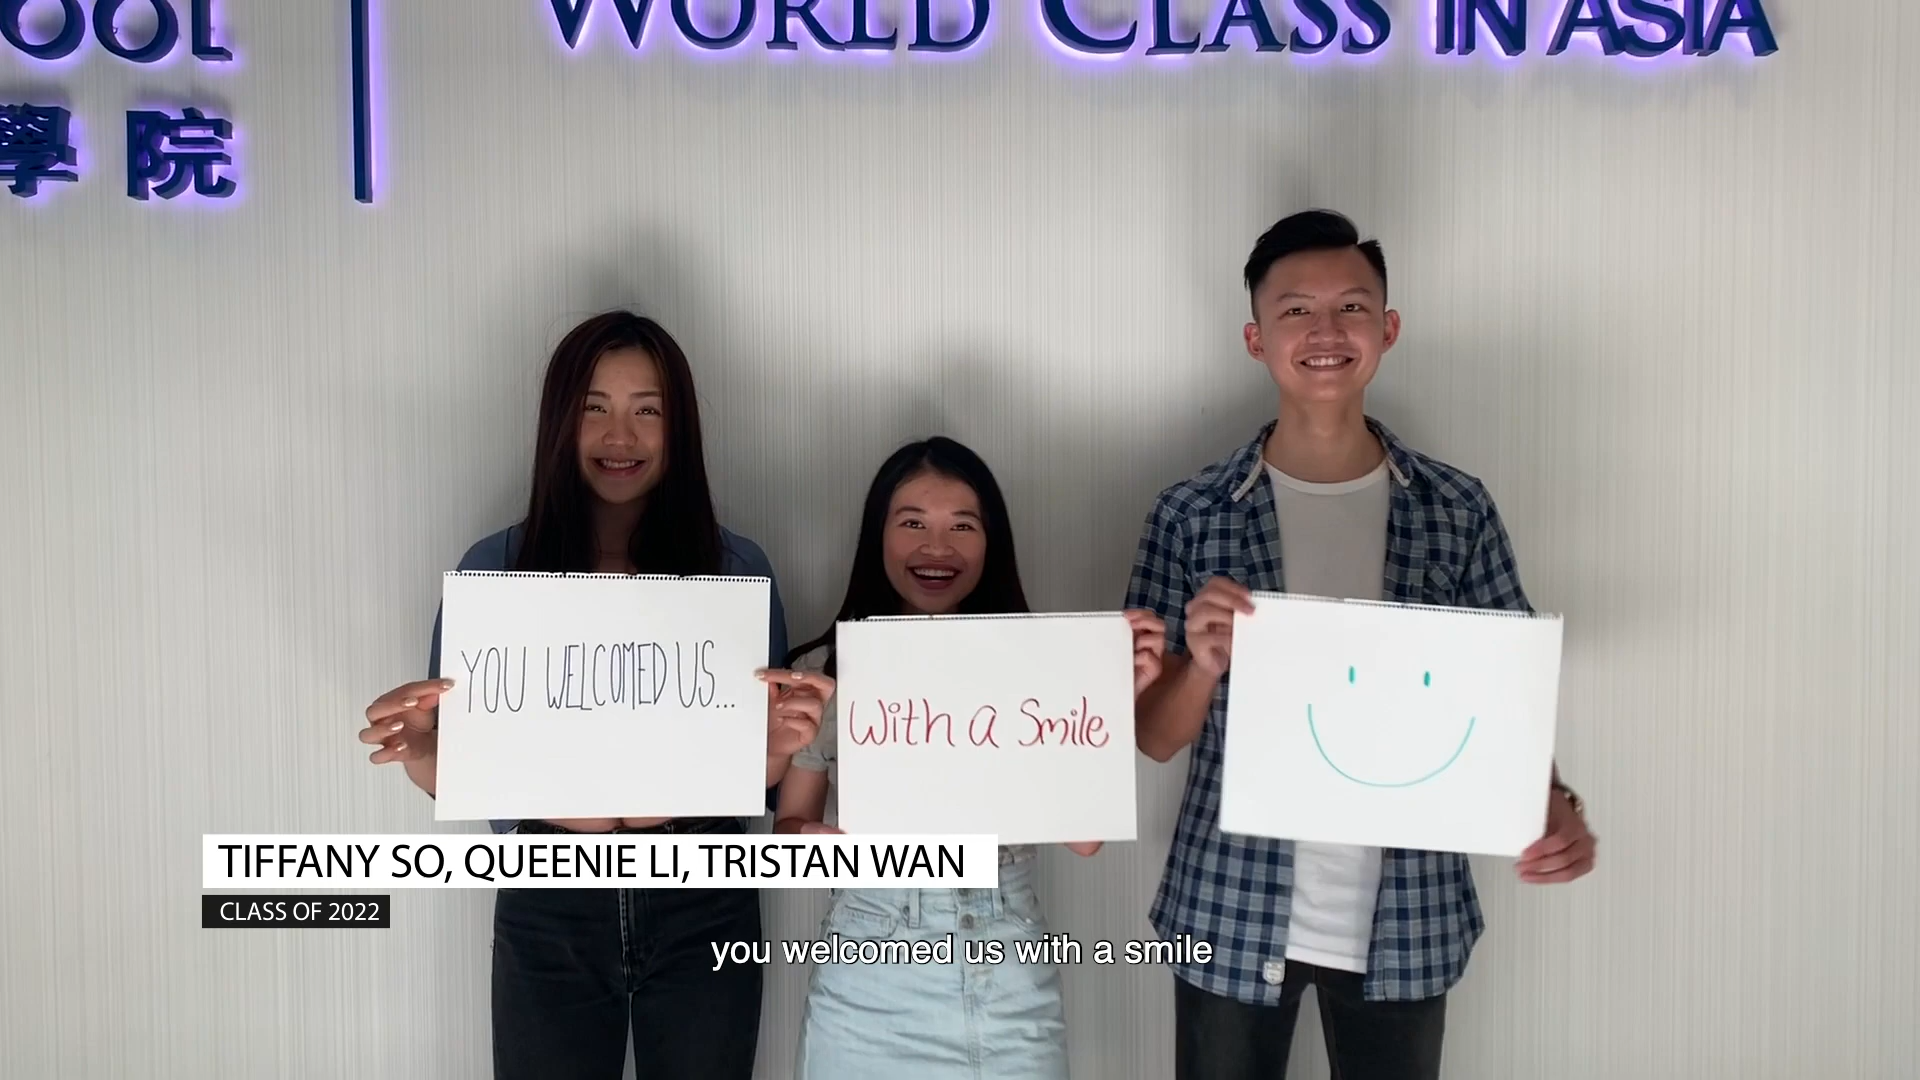 OOL
WORLD CLASS IN ASIA
學院
YOU WELCOMED US...
With a Smile
TIFFANY SO, QUEENIE LI, TRISTAN WAN
CLASS OF 2022
you welcomed us with a smile